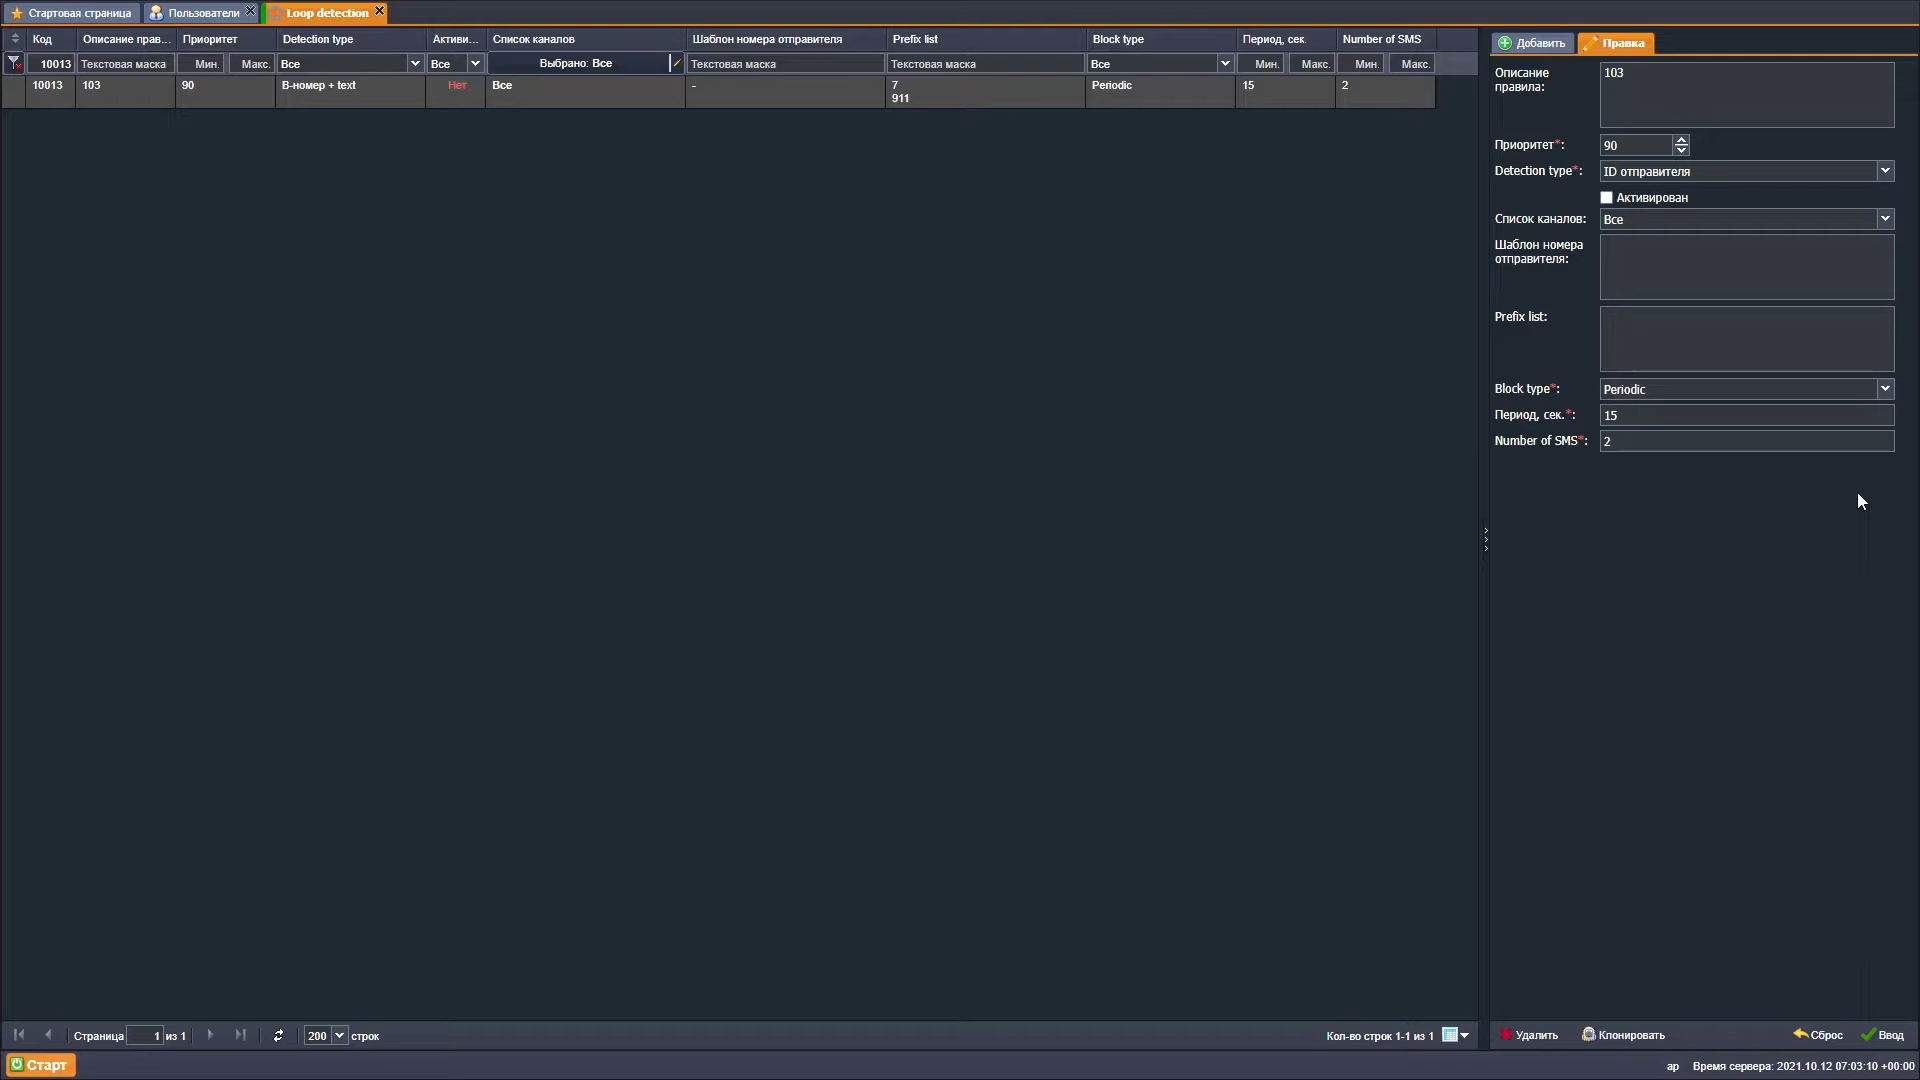 Стартовая страница Пользователи Loop detection
Код Описание прав... Приоритет Detection type Активи... Список каналов Шаблон номера отправителя Prefix list Block type Период, сек. Number of SMS
10013 Текстовая маска Мин. Макс. Все Все Выбрано: Все Текстовая маска Текстовая маска Все Мин. Макс. Мин. Макс.
10013 103 90 B-номер + text Нет Все - 7 Periodic 15 2
911
Добавить Правка
Описание правила: 103
Приоритет*: 90
Detection type*: ID отправителя
Активирован
Список каналов: Все
Шаблон номера
отправителя:
Prefix list:
Block type*: Periodic
Период, сек.*: 15
Number of SMS*: 2
Страница 1 из 1 200 строк Кол-во строк 1-1 из 1 Удалить Клонировать Сброс Ввод
Старт ap Время сервера: 2021.10.12 07:03:10 +00:00